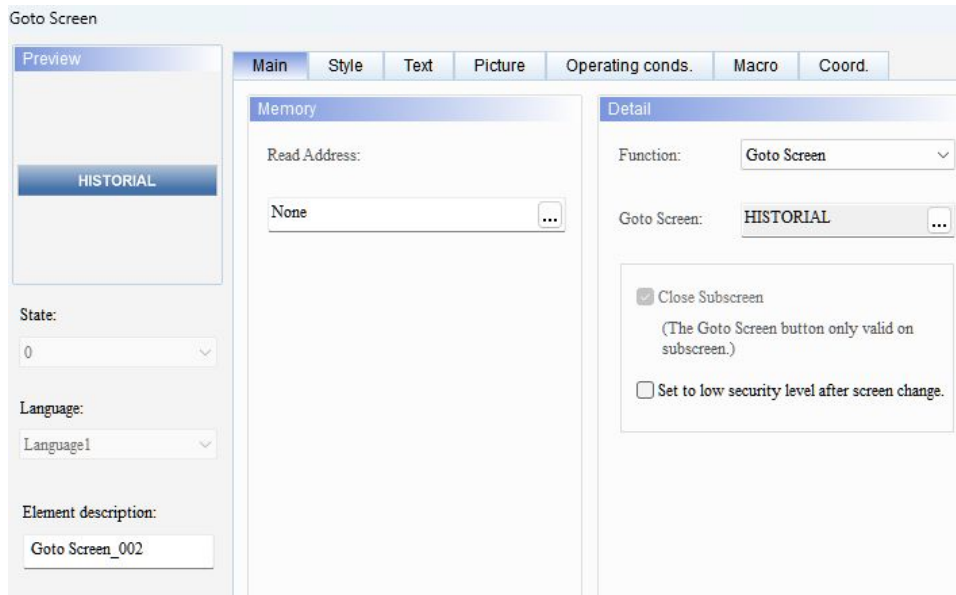 Goto Screen
Preview
HISTORIAL
State:
0
Language:
Language1
Element description:
Goto Screen_002
Main
Style
Text
Picture
Operating conds.
Macro
Coord.
Memory
Read Address:
None
...
Detail
Function:
Goto Screen
Goto Screen:
HISTORIAL
...
Close Subscreen
(The Goto Screen button only valid on
subscreen.)
Set to low security level after screen change.